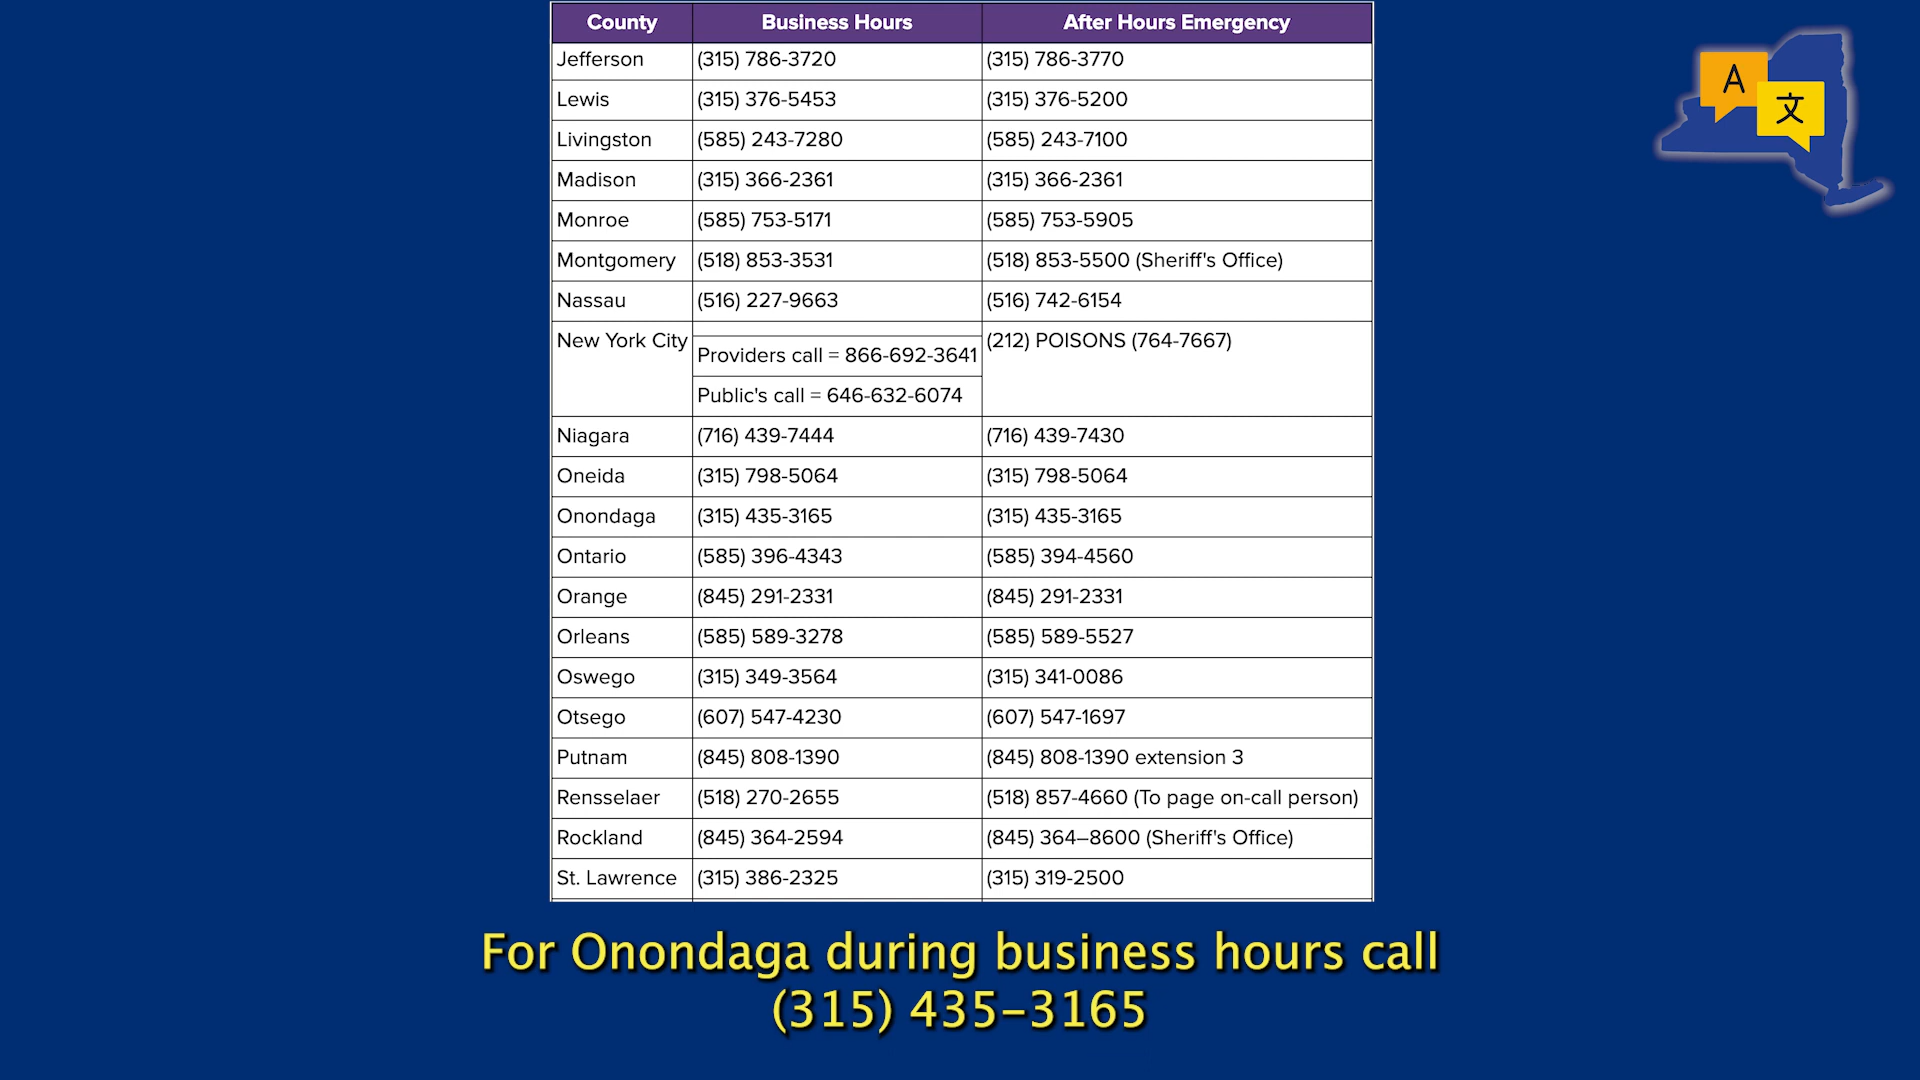 County Business Hours After Hours Emergency
Jefferson (315) 786-3720 (315) 786-3770
Lewis (315) 376-5453 (315) 376-5200
Livingston (585) 243-7280 (585) 243-7100
Madison (315) 366-2361 (315) 366-2361
Monroe (585) 753-5171 (585) 753-5905
Montgomery (518) 853-3531 (518) 853-5500 (Sheriff's Office)
Nassau (516) 227-9663 (516) 742-6154
New York City (212) POISONS (764-7667)
Providers call = 866-692-3641
Public's call = 646-632-6074
Niagara (716) 439-7444 (716) 439-7430
Oneida (315) 798-5064 (315) 798-5064
Onondaga (315) 435-3165 (315) 435-3165
Ontario (585) 396-4343 (585) 394-4560
Orange (845) 291-2331 (845) 291-2331
Orleans (585) 589-3278 (585) 589-5527
Oswego (315) 349-3564 (315) 341-0086
Otsego (607) 547-4230 (607) 547-1697
Putnam (845) 808-1390 (845) 808-1390 extension 3
Rensselaer (518) 270-2655 (518) 857-4660 (To page on-call person)
Rockland (845) 364-2594 (845) 364–8600 (Sheriff's Office)
St. Lawrence (315) 386-2325 (315) 319-2500
A
文
For Onondaga during business hours call
(315) 435-3165